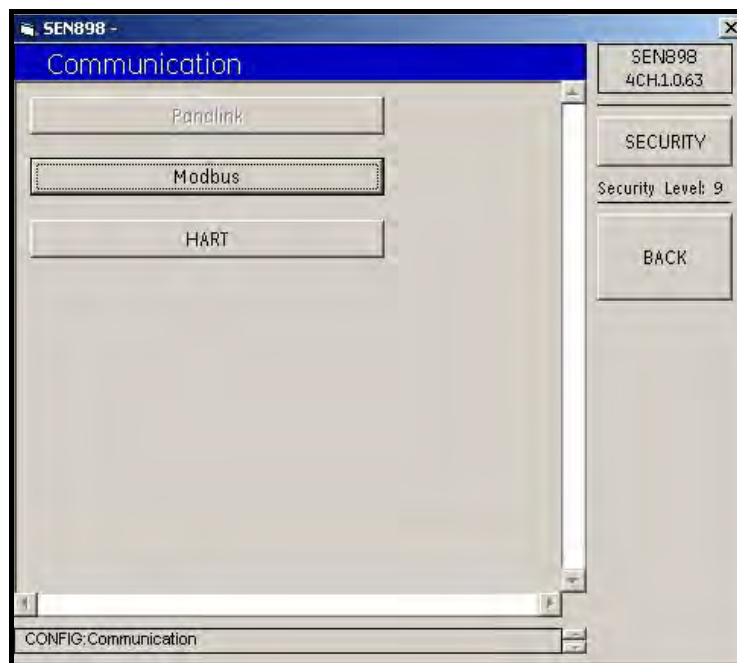 SEN898 -
Communication
Panalink
Modbus
HART
SEN898
4CH.1.0.63
SECURITY
Security Level: 9
BACK
CONFIG:Communication